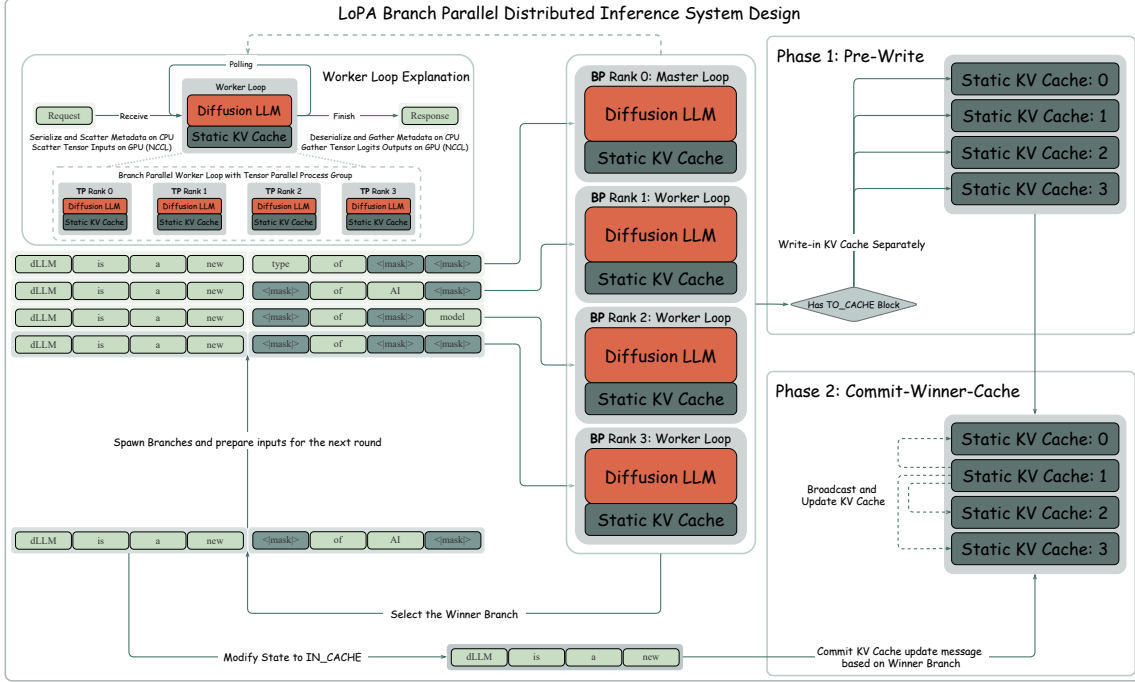 LoPA Branch Parallel Distributed Inference System Design
Worker Loop Explanation
Polling
Worker Loop
Diffusion LLM
Static KV Cache
Request
Receive
Finish
Response
Serialize and Scatter Metadata on CPU
Scatter Tensor Inputs on GPU (NCCL)
Deserialize and Gather Metadata on CPU
Gather Tensor Logits Outputs on GPU (NCCL)
Branch Parallel Worker Loop with Tensor Parallel Process Group
TP Rank 0
Diffusion LLM
Static KV Cache
TP Rank 1
Diffusion LLM
Static KV Cache
TP Rank 2
Diffusion LLM
Static KV Cache
TP Rank 3
Diffusion LLM
Static KV Cache
dLLM is a new type of <|mask|> <|mask|>
dLLM is a new <|mask|> of AI <|mask|>
dLLM is a new <|mask|> of <|mask|> model
dLLM is a new <|mask|> of <|mask|> <|mask|>
Spawn Branches and prepare inputs for the next round
dLLM is a new <|mask|> of AI <|mask|>
Select the Winner Branch
Modify State to IN_CACHE
dLLM is a new
Commit KV Cache update message
based on Winner Branch
BP Rank 0: Master Loop
Diffusion LLM
Static KV Cache
BP Rank 1: Worker Loop
Diffusion LLM
Static KV Cache
BP Rank 2: Worker Loop
Diffusion LLM
Static KV Cache
BP Rank 3: Worker Loop
Diffusion LLM
Static KV Cache
Phase 1: Pre-Write
Static KV Cache: 0
Static KV Cache: 1
Static KV Cache: 2
Static KV Cache: 3
Write-in KV Cache Separately
Has TO_CACHE Block
Phase 2: Commit-Winner-Cache
Static KV Cache: 0
Static KV Cache: 1
Static KV Cache: 2
Static KV Cache: 3
Broadcast and
Update KV Cache